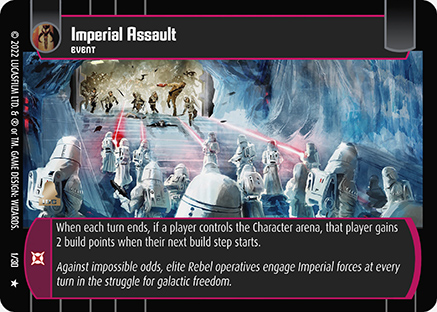 Imperial Assault
EVENT
When each turn ends, if a player controls the Character arena, that player gains
2 build points when their next build step starts.
Against impossible odds, elite Rebel operatives engage Imperial forces at every
turn in the struggle for galactic freedom.
© 2022 LUCASFILM LTD. & ® or TM. GAME DESIGN: WIZARDS.